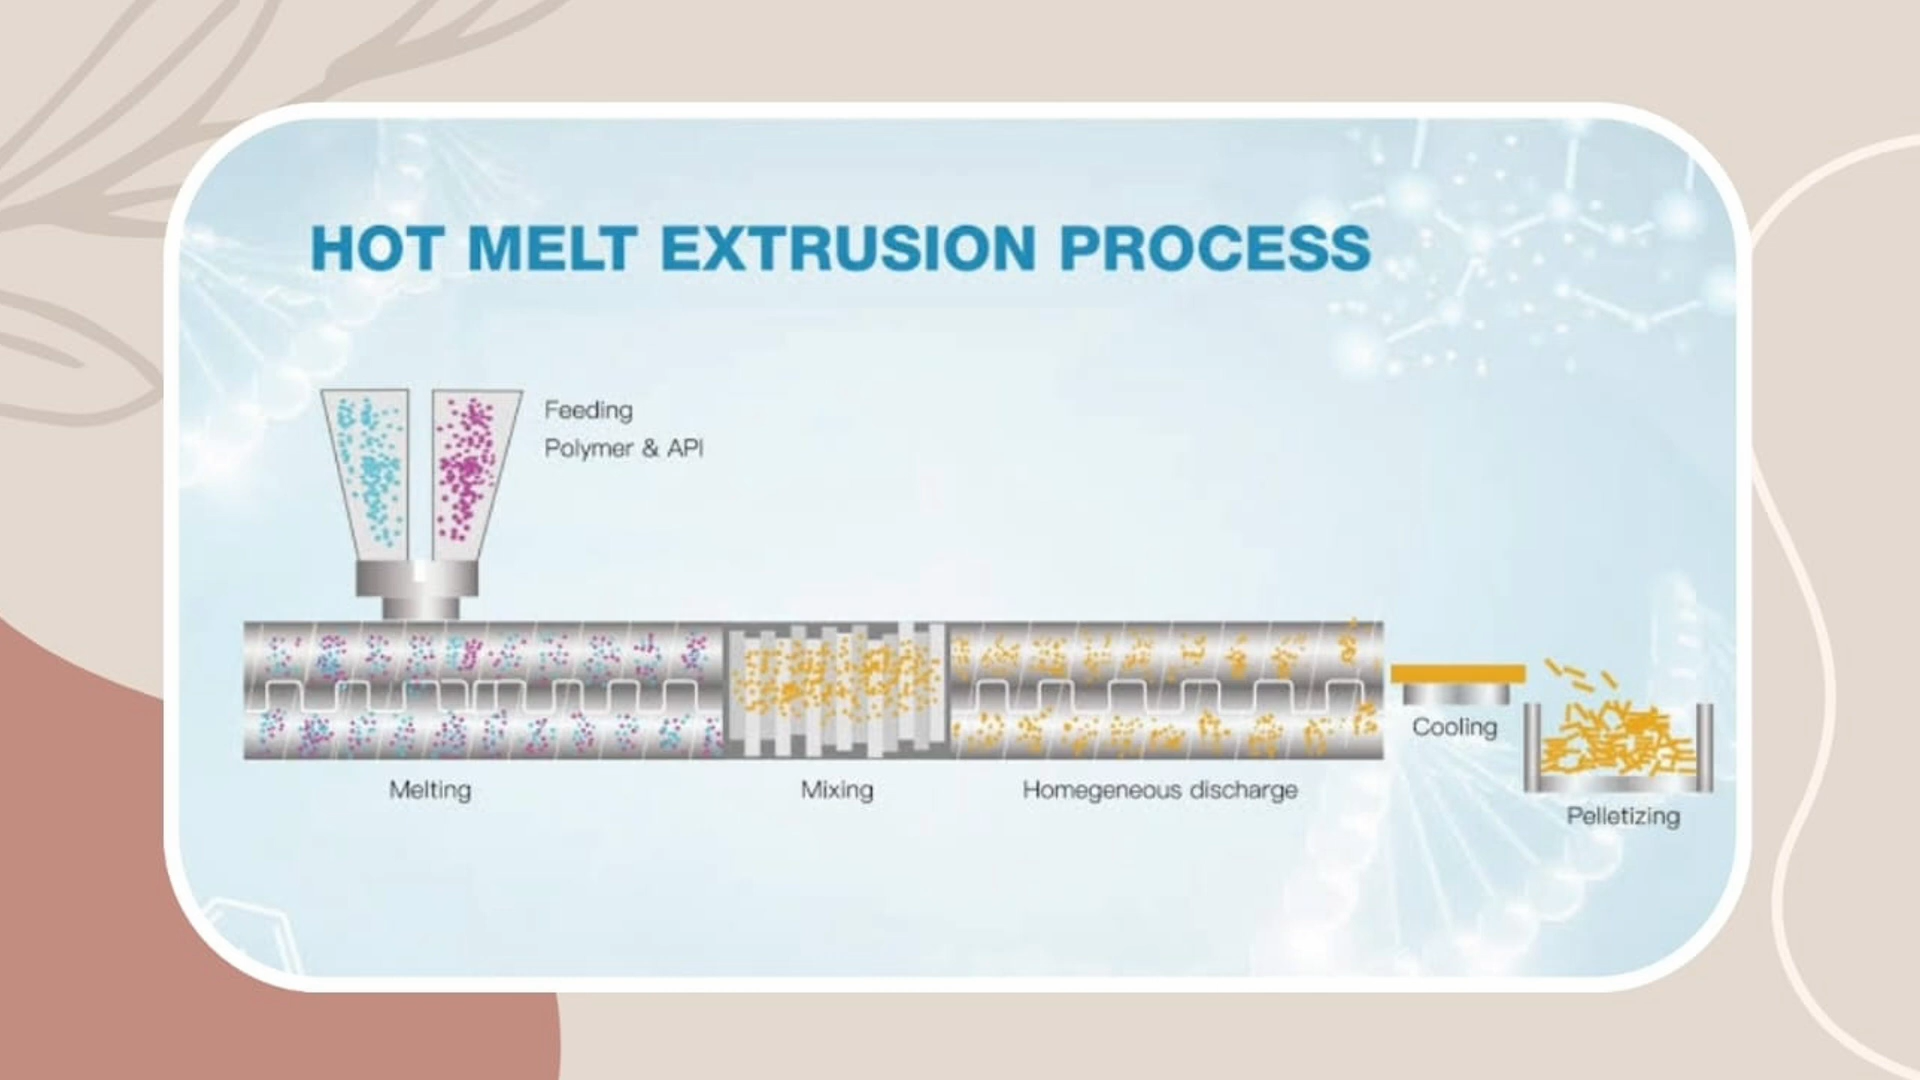 HOT MELT EXTRUSION PROCESS
Feeding
Polymer & API
Melting
Mixing
Homegeneous discharge
Cooling
Pelletizing